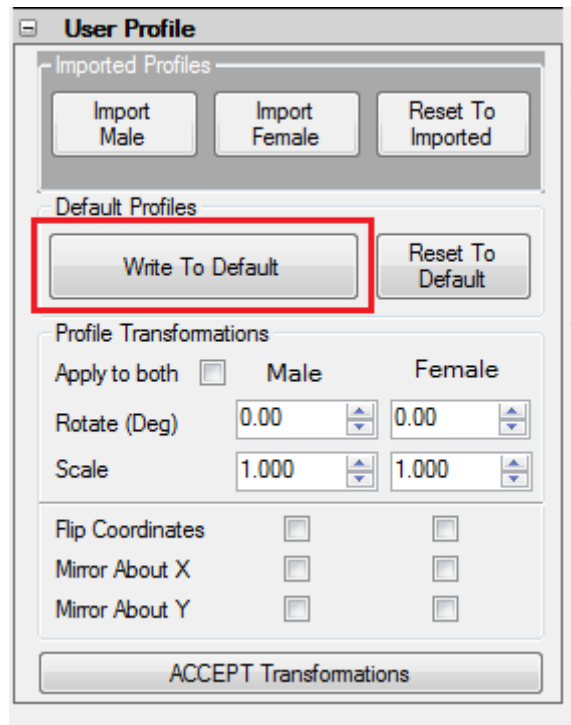 User Profile
Imported Profiles
Import Male
Import Female
Reset To Imported
Default Profiles
Write To Default
Reset To Default
Profile Transformations
Apply to both Male Female
Rotate (Deg) 0.00 0.00
Scale 1.000 1.000
Flip Coordinates
Mirror About X
Mirror About Y
ACCEPT Transformations